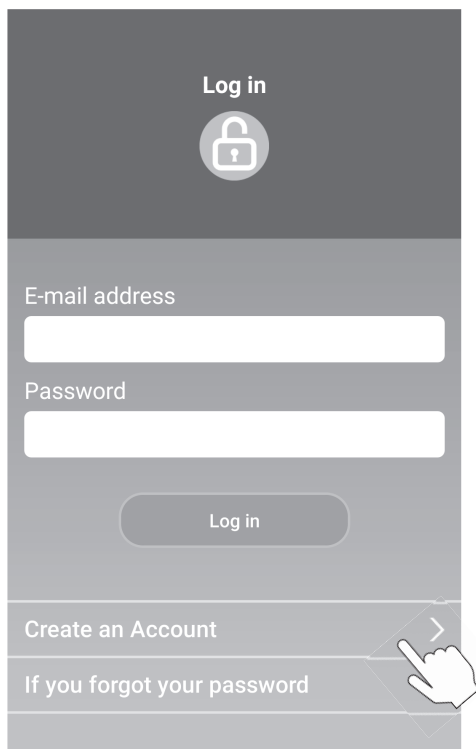 Log in
E-mail address
Password
Log in
Create an Account
If you forgot your password